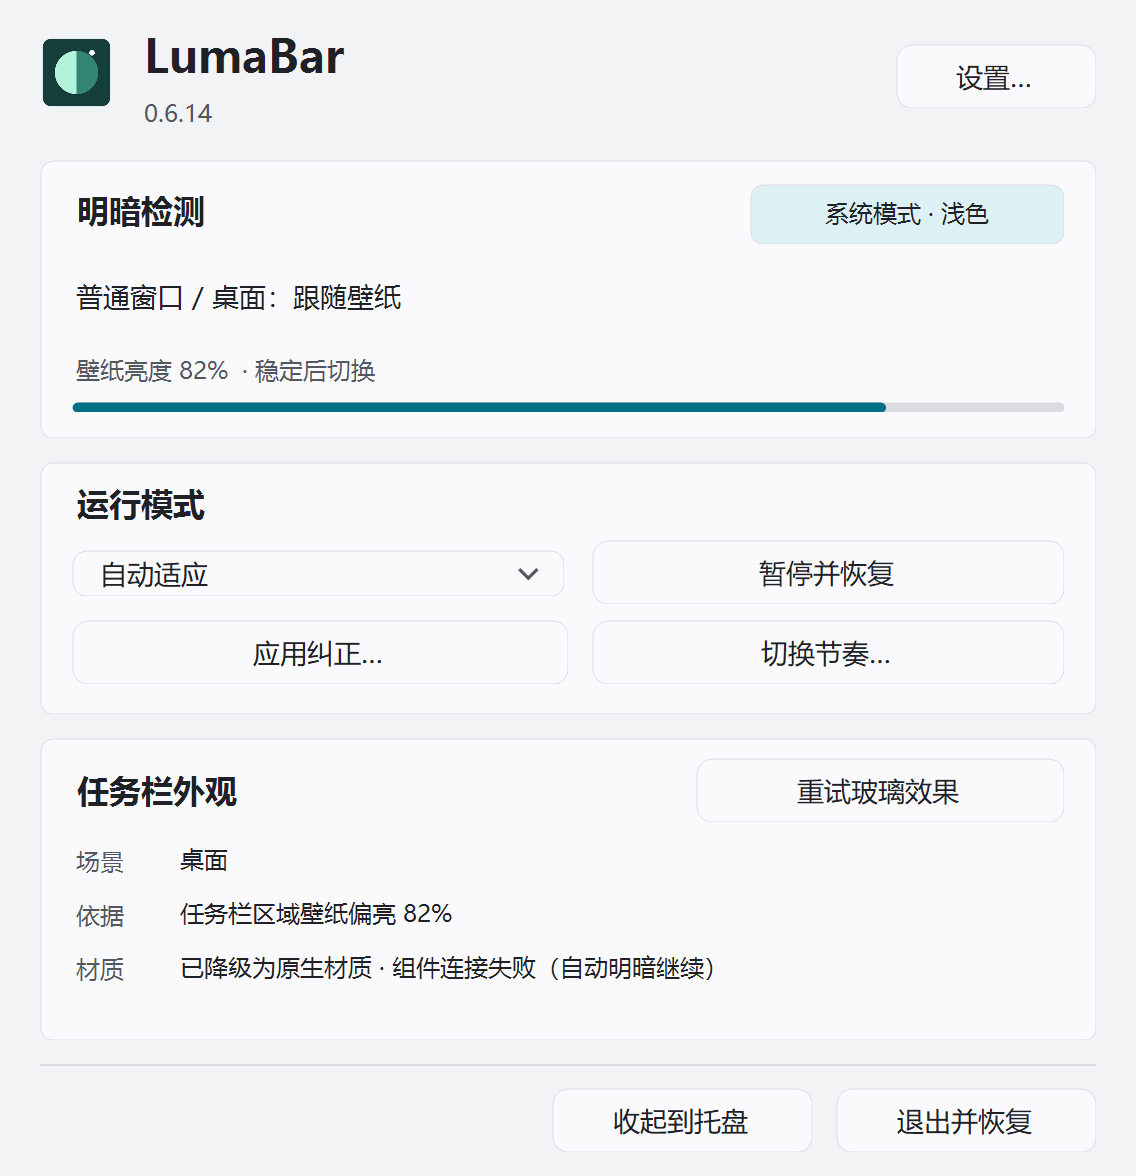 LumaBar
0.6.14
设置...
明暗检测
系统模式 · 浅色
普通窗口 / 桌面：跟随壁纸
壁纸亮度 82% · 稳定后切换
运行模式
自动适应
暂停并恢复
应用纠正...
切换节奏...
任务栏外观
重试玻璃效果
场景 桌面
依据 任务栏区域壁纸偏亮 82%
材质 已降级为原生材质 · 组件连接失败（自动明暗继续）
收起到托盘
退出并恢复